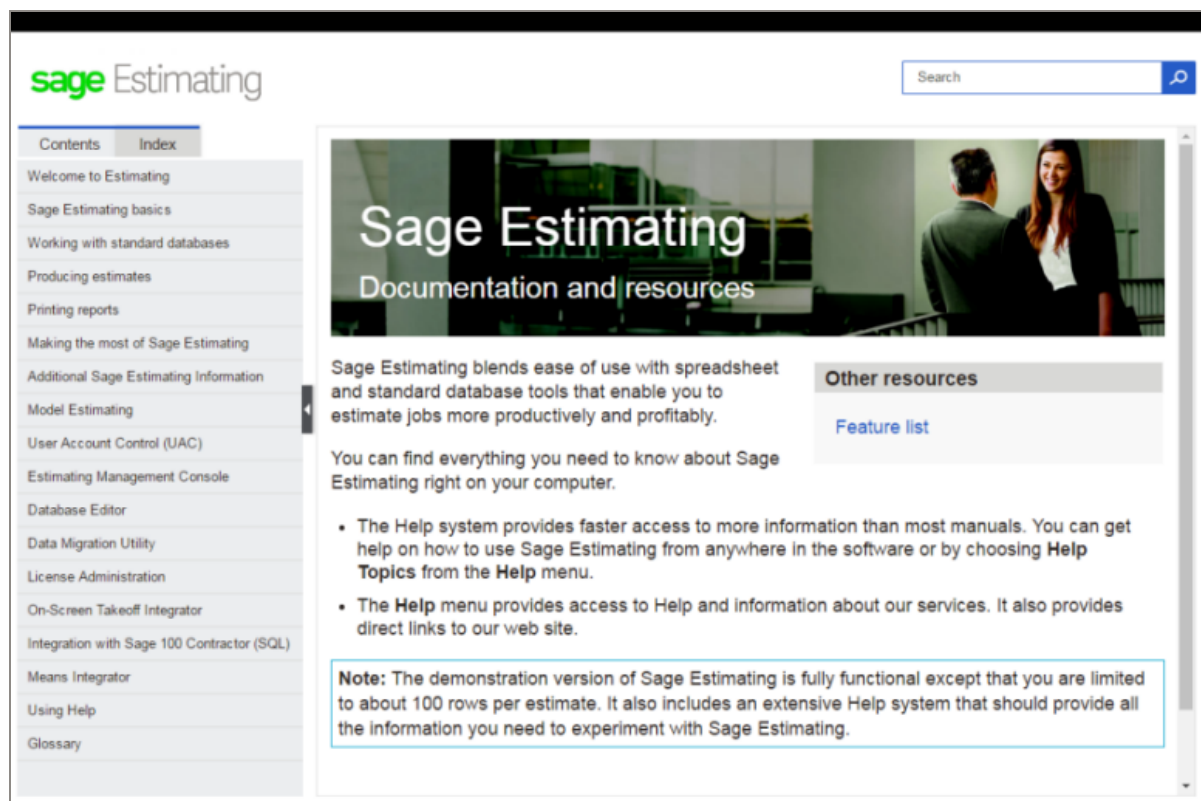 sage Estimating
Search
Contents
Index
Welcome to Estimating
Sage Estimating basics
Working with standard databases
Producing estimates
Printing reports
Making the most of Sage Estimating
Additional Sage Estimating Information
Model Estimating
User Account Control (UAC)
Estimating Management Console
Database Editor
Data Migration Utility
License Administration
On-Screen Takeoff Integrator
Integration with Sage 100 Contractor (SQL)
Means Integrator
Using Help
Glossary
Sage Estimating
Documentation and resources
Sage Estimating blends ease of use with spreadsheet
and standard database tools that enable you to
estimate jobs more productively and profitably.
You can find everything you need to know about Sage
Estimating right on your computer.
Other resources
Feature list
• The Help system provides faster access to more information than most manuals. You can get
help on how to use Sage Estimating from anywhere in the software or by choosing Help
Topics from the Help menu.
• The Help menu provides access to Help and information about our services. It also provides
direct links to our web site.
Note: The demonstration version of Sage Estimating is fully functional except that you are limited
to about 100 rows per estimate. It also includes an extensive Help system that should provide all
the information you need to experiment with Sage Estimating.